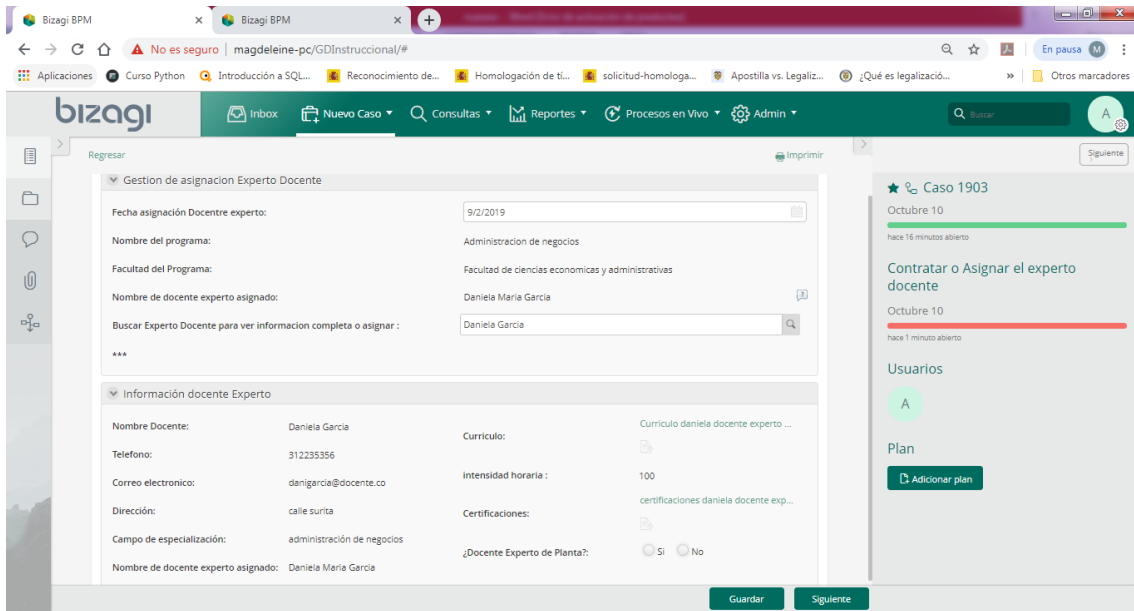 Bizagi BPM
Bizagi BPM
No es seguro | magdeleine-pc/GDInstruccional/#
En pausa M
Aplicaciones Curso Python Introducción a SQL... Reconocimiento de... Homologación de tí... solicitud-homologa... Apostilla vs. Legaliz... ¿Qué es legalizació... » Otros marcadores
bizagi Inbox Nuevo Caso Consultas Reportes Procesos en Vivo Admin Buscar A
Regresar
Imprimir
Siguiente
Gestion de asignacion Experto Docente
Fecha asignación Docentre experto: 9/2/2019
Nombre del programa: Administracion de negocios
Facultad del Programa: Facultad de ciencias economicas y administrativas
Nombre de docente experto asignado: Daniela Maria Garcia
Buscar Experto Docente para ver informacion completa o asignar : Daniela Garcia
***
Información docente Experto
Nombre Docente: Daniela Garcia
Telefono: 312235356
Correo electronico: danigarcia@docente.co
Dirección: calle surita
Campo de especialización: administración de negocios
Nombre de docente experto asignado: Daniela Maria Garcia
Curriculo: Curriculo daniela docente experto ...
intensidad horaria : 100
Certificaciones: certificaciones daniela docente exp...
¿Docente Experto de Planta?: Si No
Guardar Siguiente
Caso 1903
Octubre 10
hace 16 minutos abierto
Contratar o Asignar el experto
docente
Octubre 10
hace 1 minuto abierto
Usuarios
A
Plan
Adicionar plan